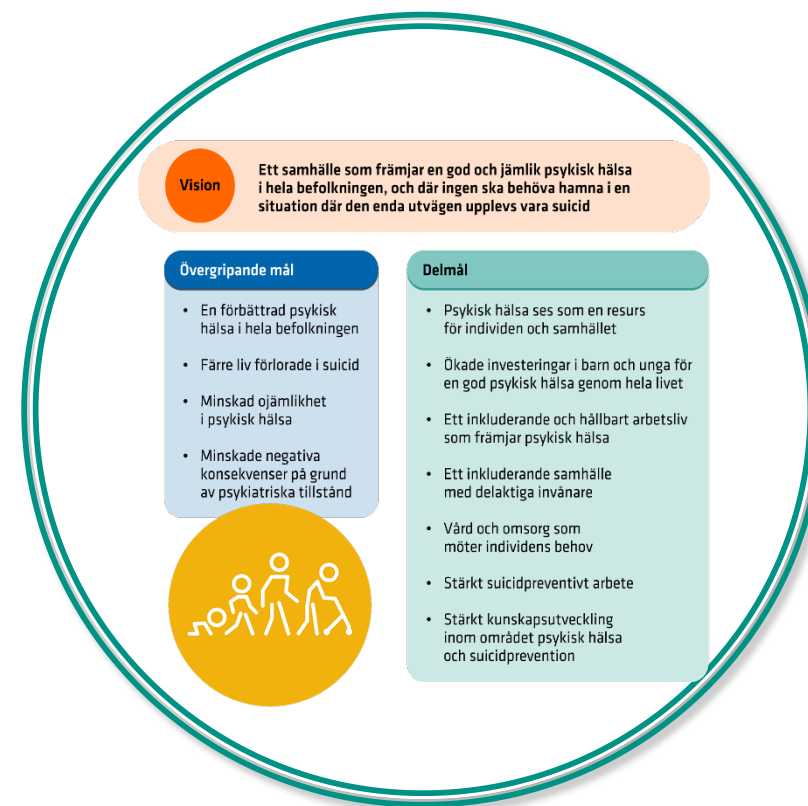 Vision
Ett samhälle som främjar en god och jämlik psykisk hälsa
i hela befolkningen, och där ingen ska behöva hamna i en
situation där den enda utvägen upplevs vara suicid
Övergripande mål
• En förbättrad psykisk
hälsa i hela befolkningen
• Färre liv förlorade i suicid
• Minskad ojämlikhet
i psykisk hälsa
• Minskade negativa
konsekvenser på grund
av psykiatriska tillstånd
Delmål
• Psykisk hälsa ses som en resurs
för individen och samhället
• Ökade investeringar i barn och unga för
en god psykisk hälsa genom hela livet
• Ett inkluderande och hållbart arbetsliv
som främjar psykisk hälsa
• Ett inkluderande samhälle
med delaktiga invånare
• Vård och omsorg som
möter individens behov
• Stärkt suicidpreventivt arbete
• Stärkt kunskapsutveckling
inom området psykisk hälsa
och suicidprevention